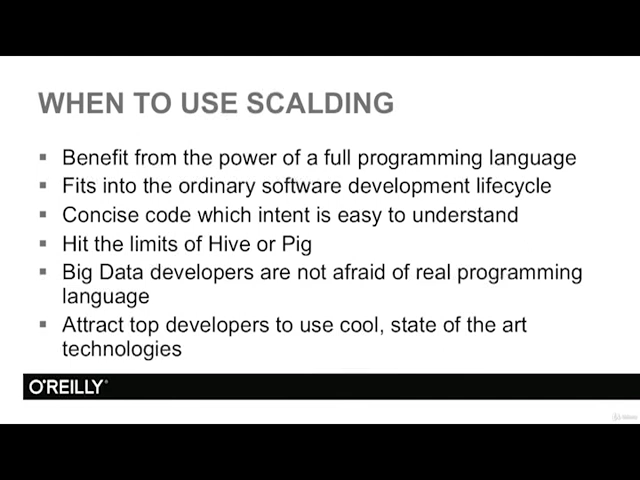 WHEN TO USE SCALDING
▪ Benefit from the power of a full programming language
▪ Fits into the ordinary software development lifecycle
▪ Concise code which intent is easy to understand
▪ Hit the limits of Hive or Pig
▪ Big Data developers are not afraid of real programming
language
▪ Attract top developers to use cool, state of the art
technologies
O'REILLY®